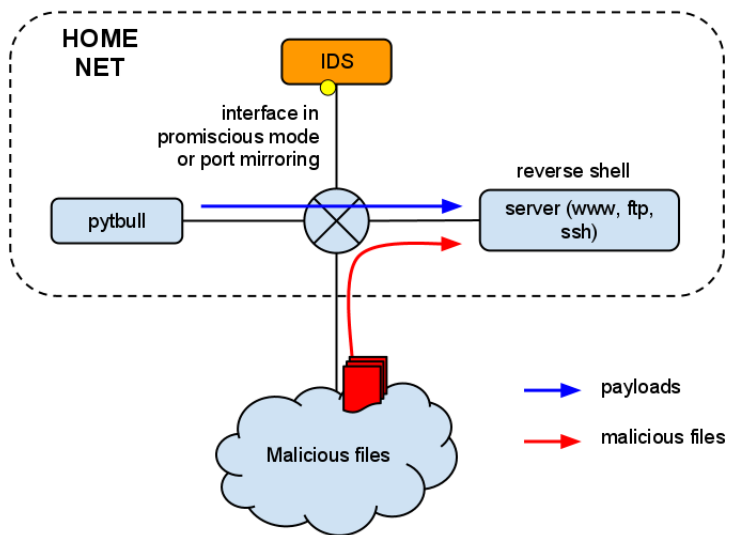 HOME
NET
IDS
interface in
promiscious mode
or port mirroring
reverse shell
pytbull
server (www, ftp,
ssh)
payloads
malicious files
Malicious files